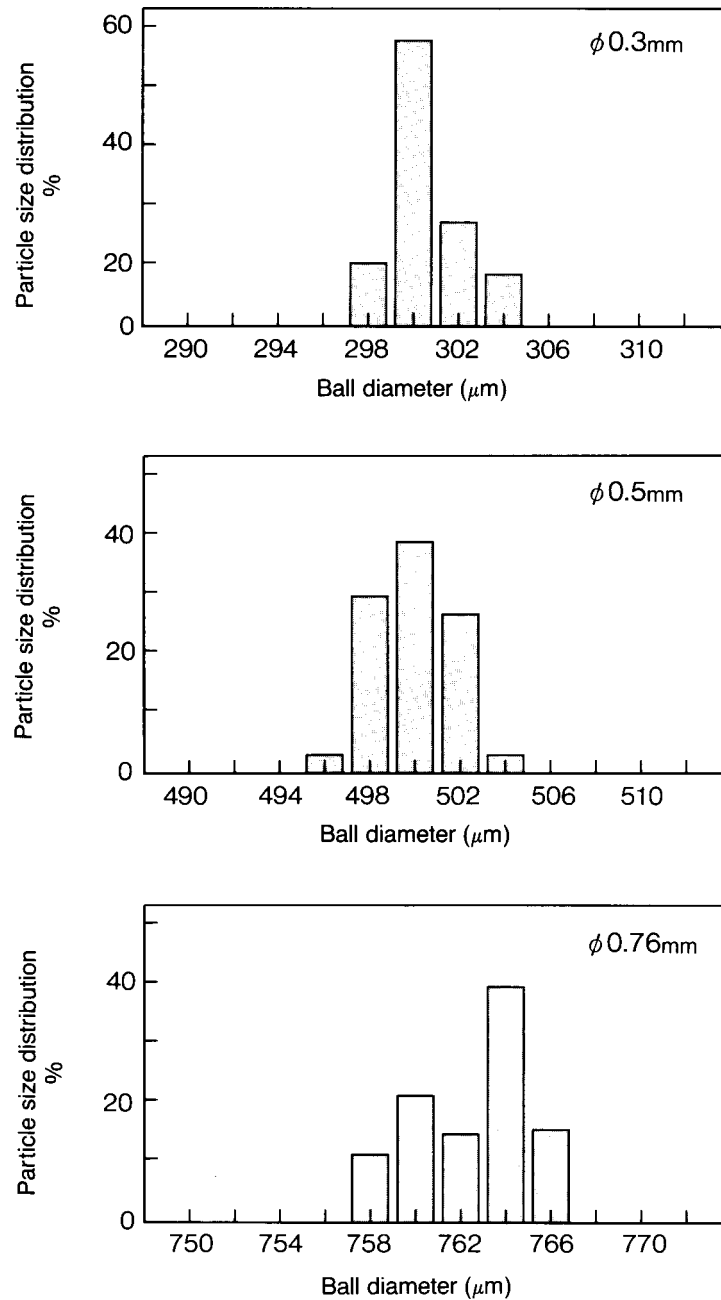 60
40
20
0
Particle size distribution
%
φ0.3mm
290 294 298 302 306 310
Ball diameter (μm)
40
20
0
Particle size distribution
%
φ0.5mm
490 494 498 502 506 510
Ball diameter (μm)
40
20
0
Particle size distribution
%
φ0.76mm
750 754 758 762 766 770
Ball diameter (μm)